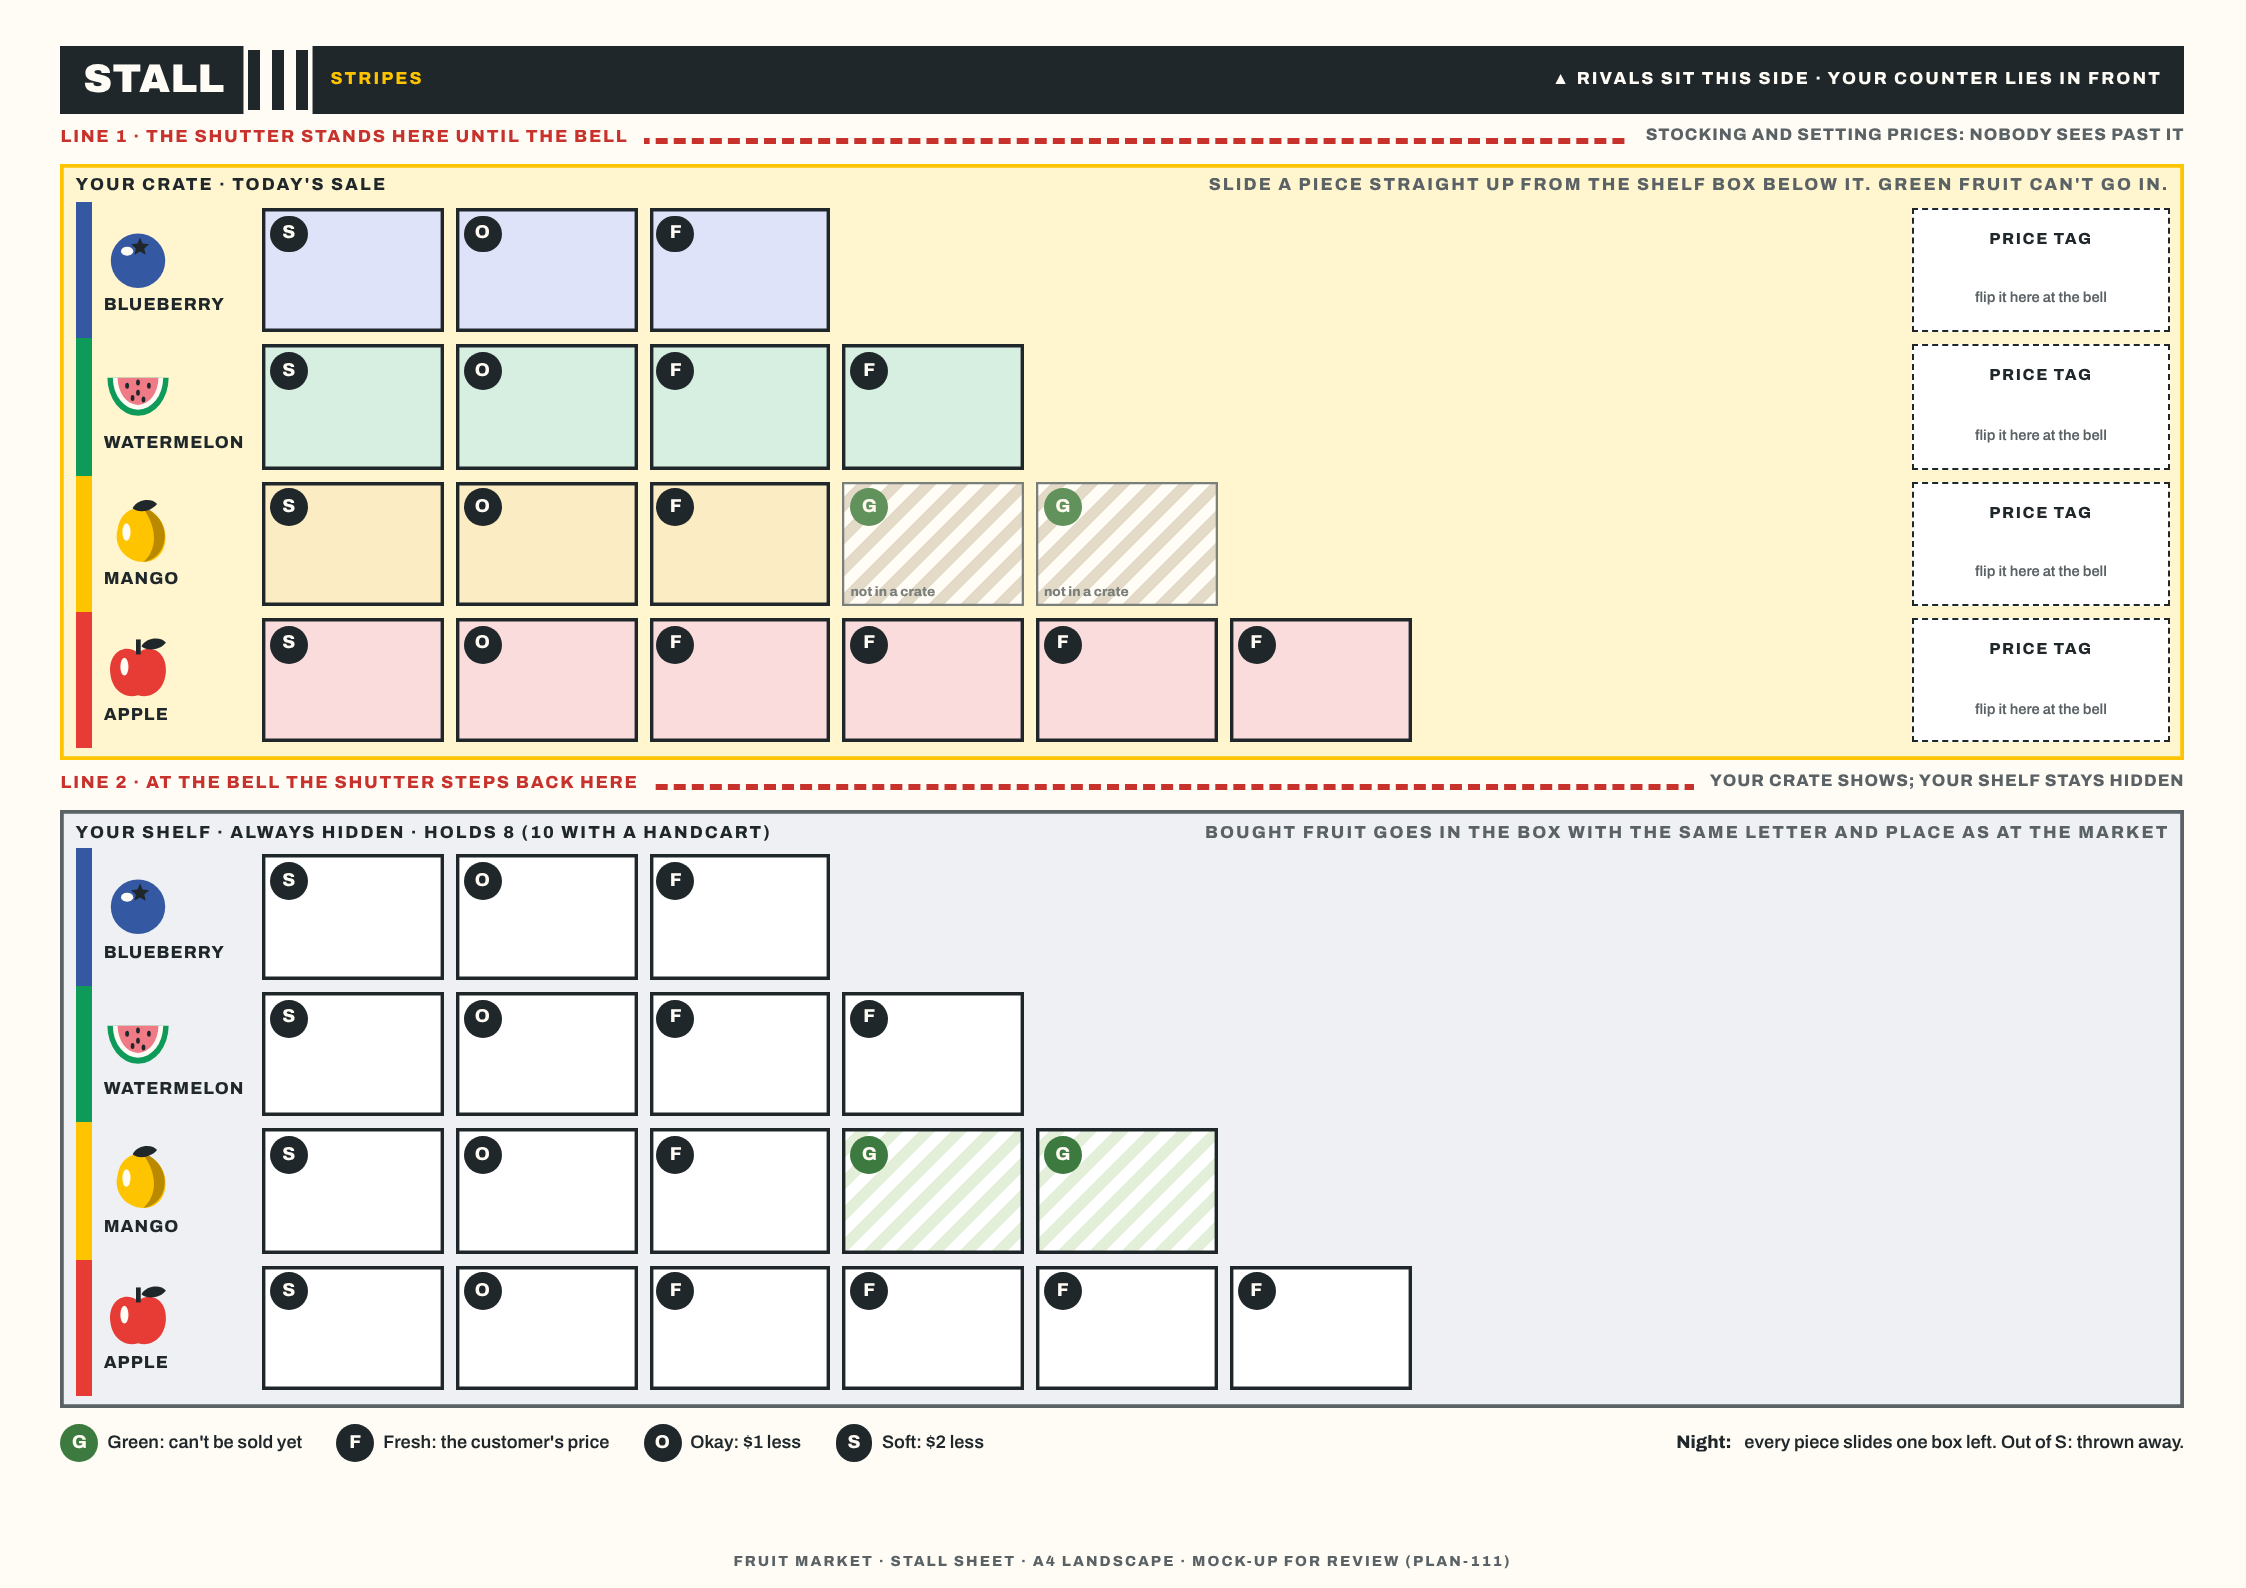 STALL STRIPES ▲ RIVALS SIT THIS SIDE · YOUR COUNTER LIES IN FRONT
LINE 1 · THE SHUTTER STANDS HERE UNTIL THE BELL STOCKING AND SETTING PRICES: NOBODY SEES PAST IT
YOUR CRATE · TODAY'S SALE SLIDE A PIECE STRAIGHT UP FROM THE SHELF BOX BELOW IT. GREEN FRUIT CAN'T GO IN.
S O F PRICE TAG
flip it here at the bell
BLUEBERRY
S O F F PRICE TAG
flip it here at the bell
WATERMELON
S O F G G PRICE TAG
flip it here at the bell
MANGO not in a crate not in a crate
S O F F F F PRICE TAG
flip it here at the bell
APPLE
LINE 2 · AT THE BELL THE SHUTTER STEPS BACK HERE YOUR CRATE SHOWS; YOUR SHELF STAYS HIDDEN
YOUR SHELF · ALWAYS HIDDEN · HOLDS 8 (10 WITH A HANDCART) BOUGHT FRUIT GOES IN THE BOX WITH THE SAME LETTER AND PLACE AS AT THE MARKET
S O F
BLUEBERRY
S O F F
WATERMELON
S O F G G
MANGO
S O F F F F
APPLE
G Green: can't be sold yet F Fresh: the customer's price O Okay: $1 less S Soft: $2 less Night: every piece slides one box left. Out of S: thrown away.
FRUIT MARKET · STALL SHEET · A4 LANDSCAPE · MOCK-UP FOR REVIEW (PLAN-111)